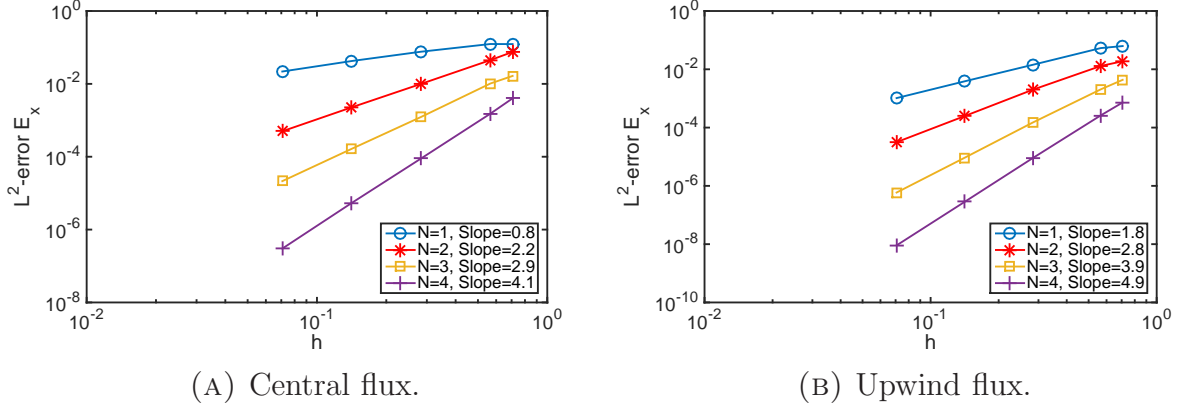 10^0
10^-2
10^-4
10^-6
10^-8
L^2-error E_x
10^-2
10^-1
10^0
h
N=1, Slope=0.8
N=2, Slope=2.2
N=3, Slope=2.9
N=4, Slope=4.1
(A) Central flux.
10^0
10^-2
10^-4
10^-6
10^-8
10^-10
L^2-error E_x
10^-2
10^-1
10^0
h
N=1, Slope=1.8
N=2, Slope=2.8
N=3, Slope=3.9
N=4, Slope=4.9
(B) Upwind flux.